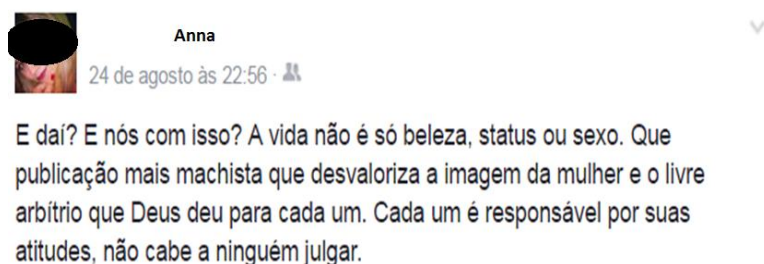 Anna
24 de agosto às 22:56 ·
E daí? E nós com isso? A vida não é só beleza, status ou sexo. Que
publicação mais machista que desvaloriza a imagem da mulher e o livre
arbítrio que Deus deu para cada um. Cada um é responsável por suas
atitudes, não cabe a ninguém julgar.